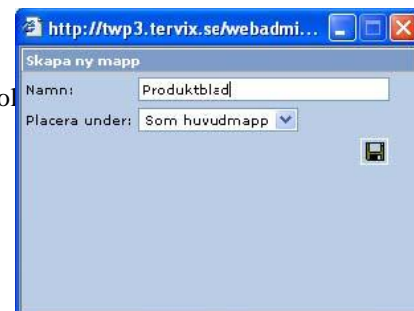 http://twp3.tervix.se/webadmi...
Skapa ny mapp
Namn: Produktblad
Placera under: Som huvudmapp